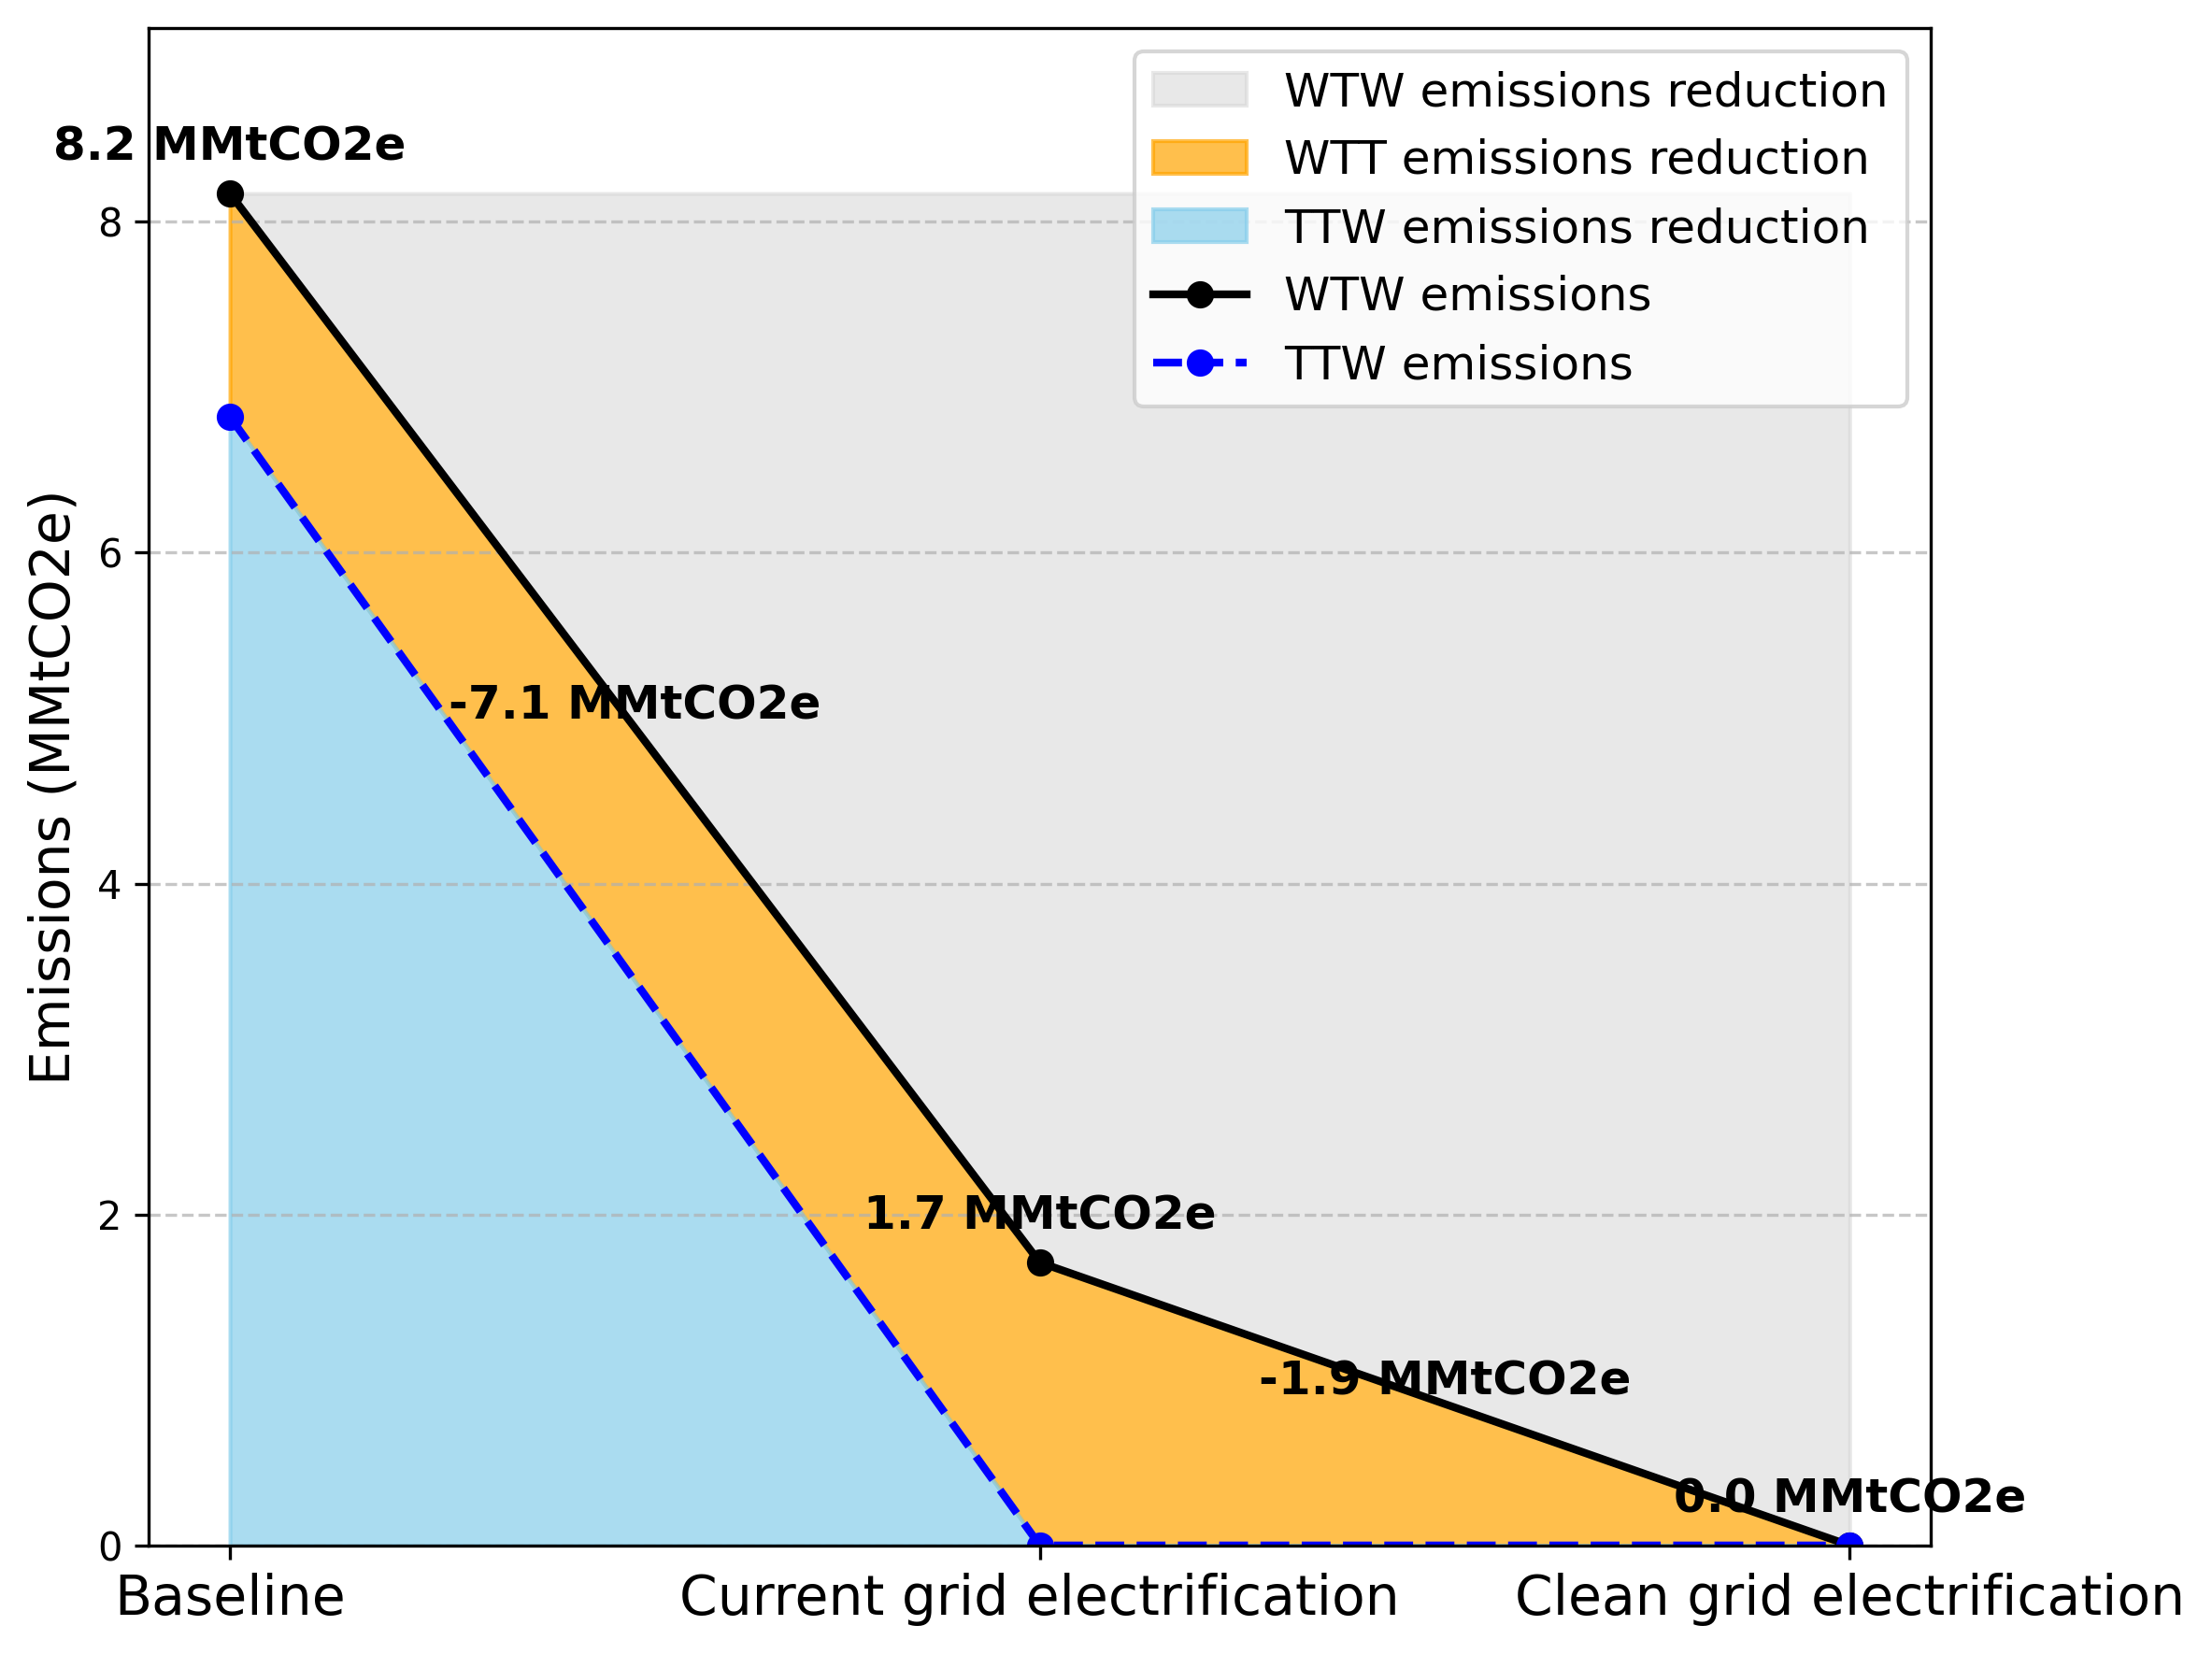 WTW emissions reduction
WTT emissions reduction
TTW emissions reduction
WTW emissions
TTW emissions
8.2 MMtCO2e
-7.1 MMtCO2e
1.7 MMtCO2e
-1.9 MMtCO2e
0.0 MMtCO2e
Emissions (MMtCO2e)
8
6
4
2
0
Baseline
Current grid electrification
Clean grid electrification